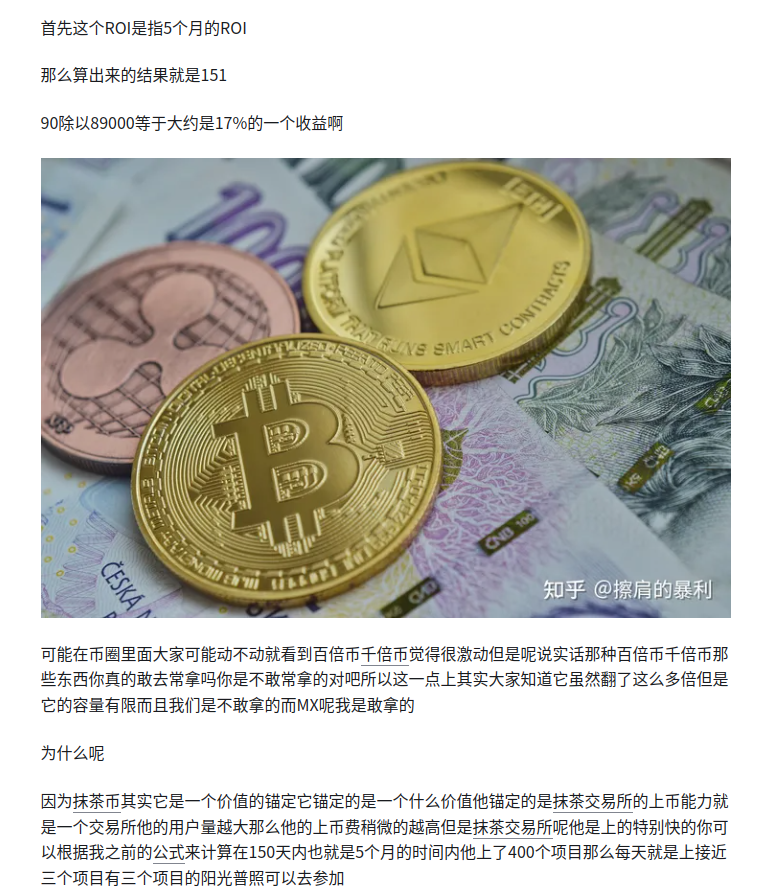 首先这个ROI是指5个月的ROI
那么算出来的结果就是151
90除以89000等于大约是17%的一个收益啊
SMART CONTRACTS
ČNB 100
ČESKÁ
知乎 @擦肩的暴利
可能在币圈里面大家可能动不动就看到百倍币千倍币觉得很激动但是呢说实话那种百倍币千倍币那
些东西你真的敢去常拿吗你是不敢常拿的对吧所以这一点上其实大家知道它虽然翻了这么多倍但是
它的容量有限而且我们是不敢拿的而MX呢我是敢拿的
为什么呢
因为抹茶币其实它是一个价值的锚定它锚定的是一个什么价值他锚定的是抹茶交易所的上币能力就
是一个交易所他的用户量越大那么他的上币费稍微的越高但是抹茶交易所呢他是上的特别快的你可
以根据我之前的公式来计算在150天内也就是5个月的时间内他上了400个项目那么每天就是上接近
三个项目有三个项目的阳光普照可以去参加